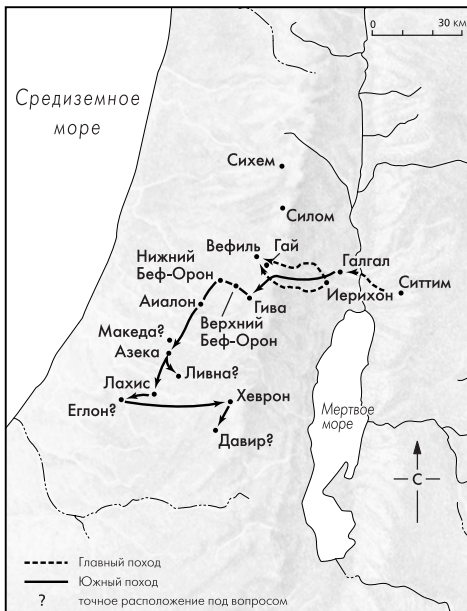 0 30 км
Средиземное
море
Сихем
Силом
Вефиль
Гай
Нижний
Беф-Орон
Галгал
Ситтим
Иерихон
Аиалон
Гива
Верхний
Беф-Орон
Македа?
Азека
Ливна?
Лахис
Еглон?
Хеврон
Мертвое
море
Давир?
С
Главный поход
Южный поход
? точное расположение под вопросом